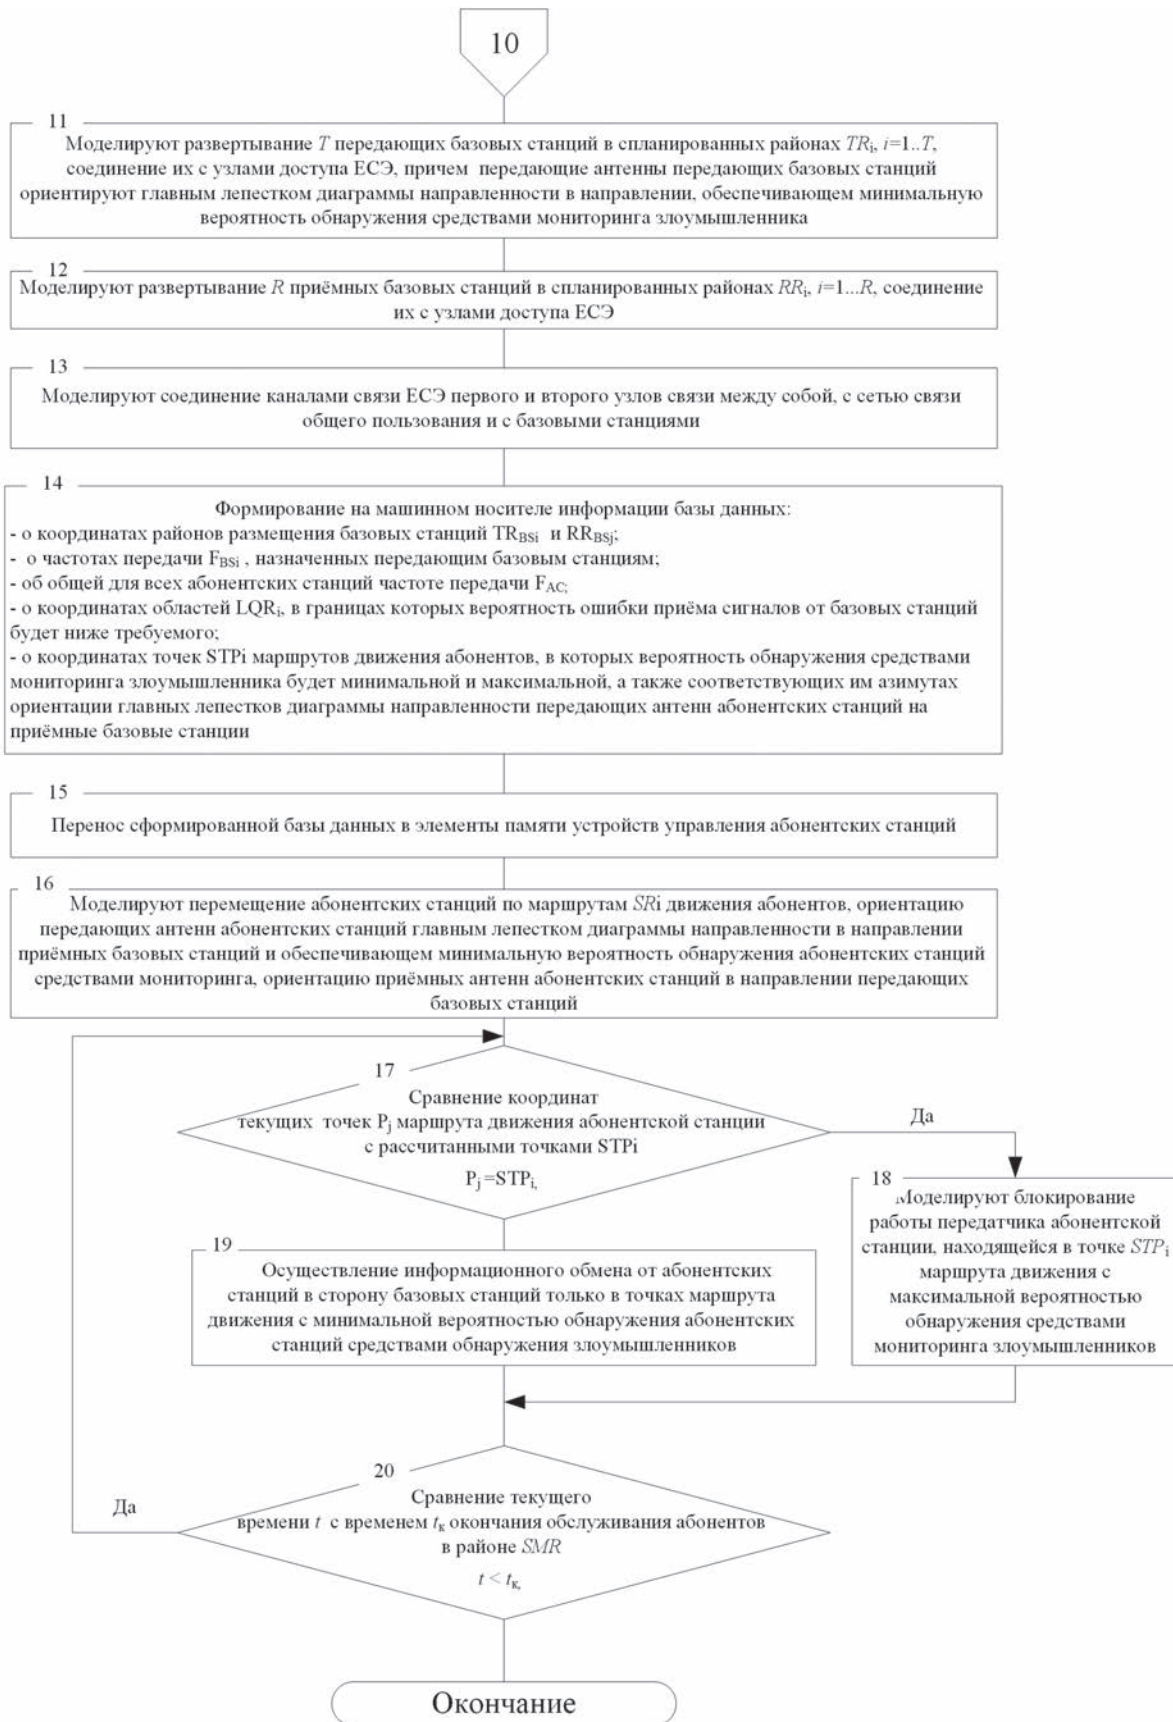 10
11
Моделируют развертывание T передающих базовых станций в спланированных районах TRi, i=1..T,
соединение их с узлами доступа ЕСЭ, причем передающие антенны передающих базовых станций
ориентируют главным лепестком диаграммы направленности в направлении, обеспечивающем минимальную
вероятность обнаружения средствами мониторинга злоумышленника
12
Моделируют развертывание R приёмных базовых станций в спланированных районах RRi, i=1...R, соединение
их с узлами доступа ЕСЭ
13
Моделируют соединение каналами связи ЕСЭ первого и второго узлов связи между собой, с сетью связи
общего пользования и с базовыми станциями
14
Формирование на машинном носителе информации базы данных:
- о координатах районов размещения базовых станций TRBSi и RRBSj;
- о частотах передачи FBSi , назначенных передающим базовым станциям;
- об общей для всех абонентских станций частоте передачи FАС;
- о координатах областей LQRi, в границах которых вероятность ошибки приёма сигналов от базовых станций
будет ниже требуемого;
- о координатах точек STPi маршрутов движения абонентов, в которых вероятность обнаружения средствами
мониторинга злоумышленника будет минимальной и максимальной, а также соответствующих им азимутах
ориентации главных лепестков диаграммы направленности передающих антенн абонентских станций на
приёмные базовые станции
15
Перенос сформированной базы данных в элементы памяти устройств управления абонентских станций
16
Моделируют перемещение абонентских станций по маршрутам SRi движения абонентов, ориентацию
передающих антенн абонентских станций главным лепестком диаграммы направленности в направлении
приёмных базовых станций и обеспечивающем минимальную вероятность обнаружения абонентских станций
средствами мониторинга, ориентацию приёмных антенн абонентских станций в направлении передающих
базовых станций
17
Сравнение координат
текущих точек Pj маршрута движения абонентской станции
с рассчитанными точками STPi
Pj=STPi,
Да
18
Моделируют блокирование
работы передатчика абонентской
станции, находящейся в точке STPi
маршрута движения с
максимальной вероятностью
обнаружения средствами
мониторинга злоумышленников
19
Осуществление информационного обмена от абонентских
станций в сторону базовых станций только в точках маршрута
движения с минимальной вероятностью обнаружения абонентских
станций средствами обнаружения злоумышленников
20
Сравнение текущего
времени t с временем tк окончания обслуживания абонентов
в районе SMR
t < tк,
Да
Окончание